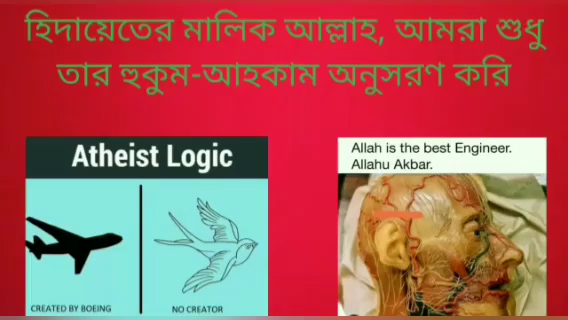 হিদায়েতের মালিক আল্লাহ, আমরা শুধু
তার হুকুম-আহকাম অনুসরণ করি
Atheist Logic
CREATED BY BOEING
NO CREATOR
Allah is the best Engineer.
Allahu Akbar.